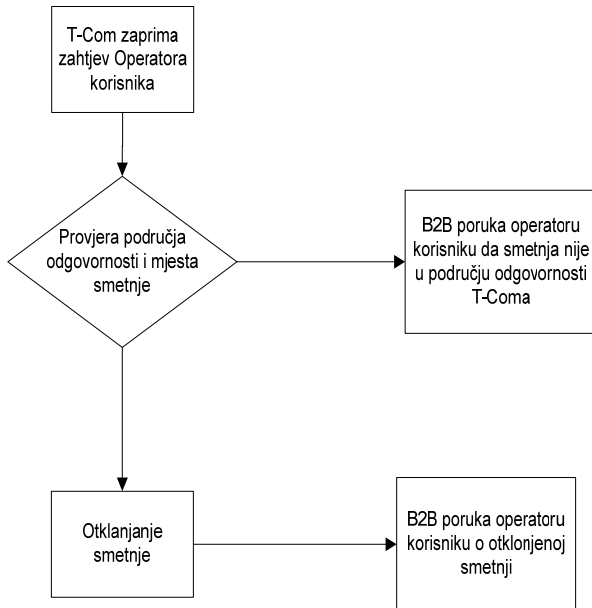 T-Com zaprima
zahtjev Operatora
korisnika
Provjera područja
odgovornosti i mjesta
smetnje
B2B poruka operatoru
korisniku da smetnja nije
u području odgovornosti
T-Coma
Otklanjanje
smetnje
B2B poruka operatoru
korisniku o otklonjenoj
smetnji